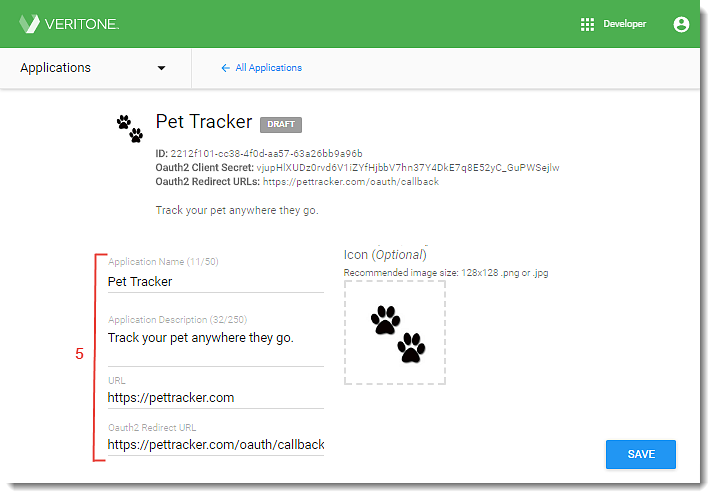 VERITONE.
Developer
Applications
← All Applications
Pet Tracker DRAFT
ID: 2212f101-cc38-4f0d-aa57-63a26bb9a96b
Oauth2 Client Secret: vjupHlXUDz0rvd6V1iZYfHjbbV7hn37Y4DkE7q8E52yC_GuPWSejlw
Oauth2 Redirect URLs: https://pettracker.com/oauth/callback
Track your pet anywhere they go.
Application Name (11/50)
Pet Tracker
Application Description (32/250)
Track your pet anywhere they go.
5
URL
https://pettracker.com
Oauth2 Redirect URL
https://pettracker.com/oauth/callback
Icon (Optional)
Recommended image size: 128x128 .png or .jpg
SAVE